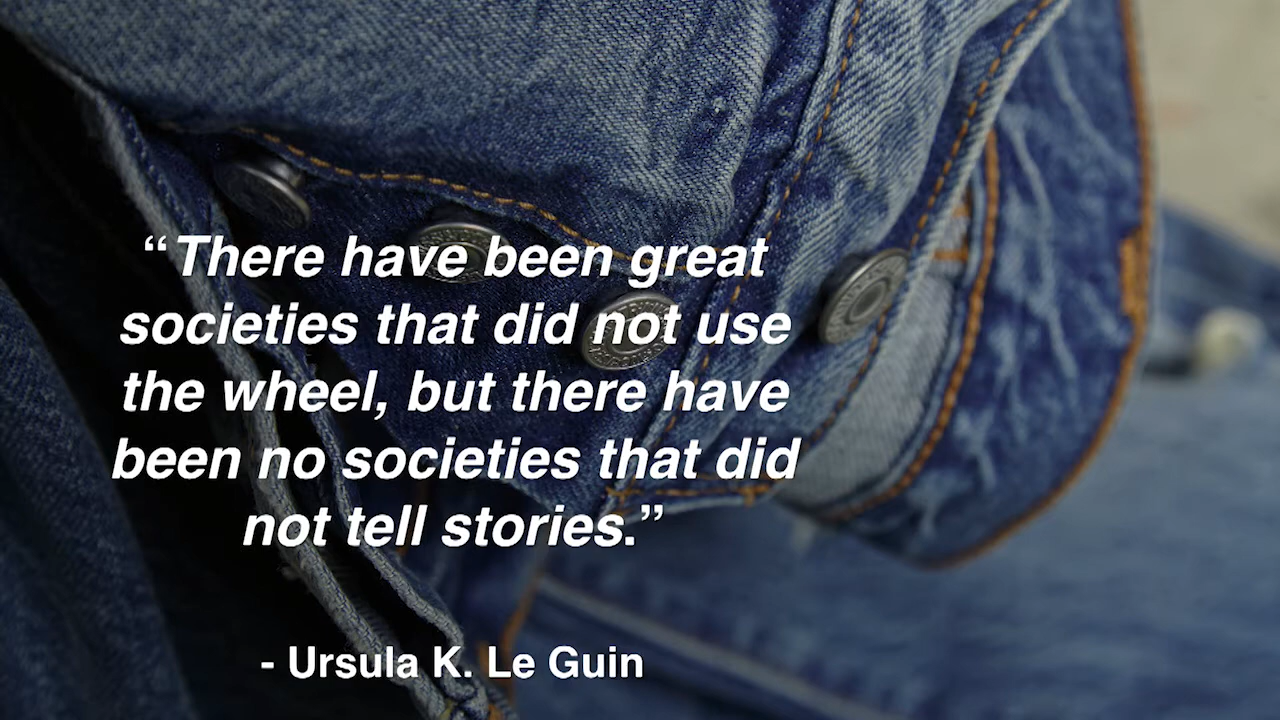 “There have been great
societies that did not use
the wheel, but there have
been no societies that did
not tell stories.”
- Ursula K. Le Guin